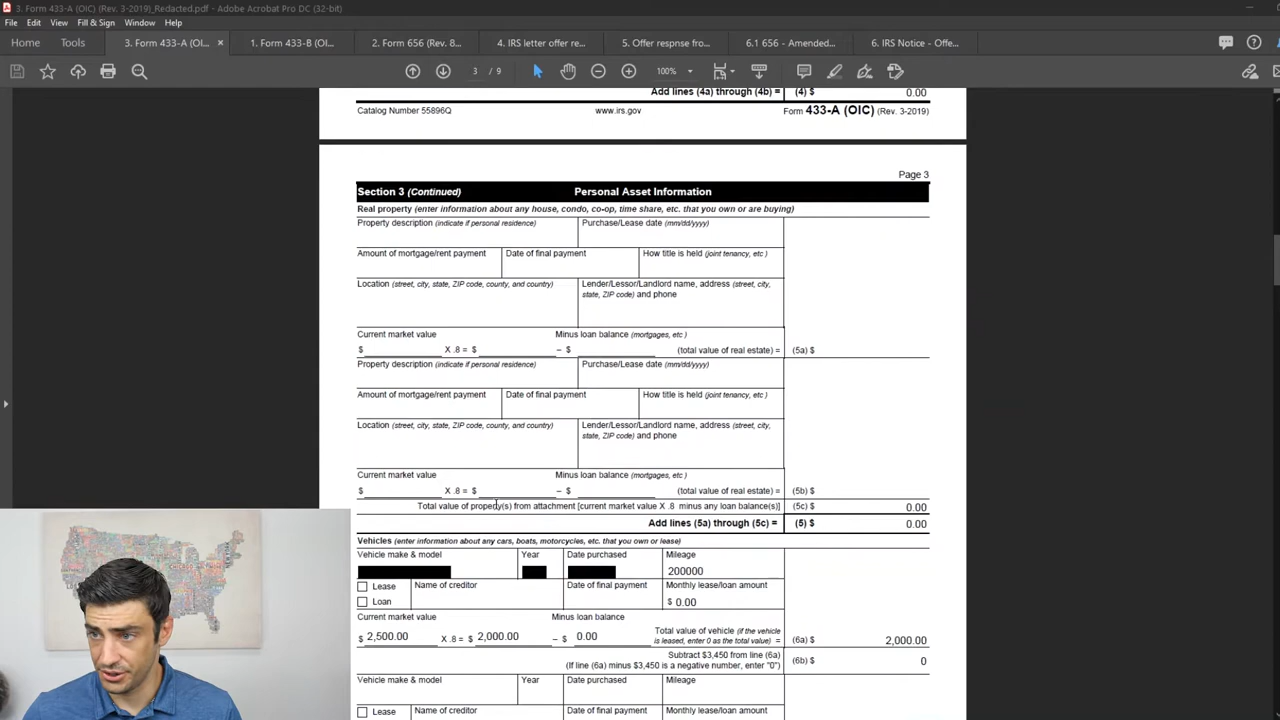 3. Form 433-A (OIC) (Rev. 3-2019)_Redacted.pdf - Adobe Acrobat Pro DC (32-bit)
File Edit View Fill & Sign Window Help
Home Tools 3. Form 433-A (OI... × 1. Form 433-B (OI... 2. Form 656 (Rev. 8... 4. IRS letter offer re... 5. Offer respnse fro... 6.1 656 - Amended... 6. IRS Notice - Offe...
3 / 9 100%
Add lines (4a) through (4b) = (4) $ 0.00
Catalog Number 55896Q www.irs.gov Form 433-A (OIC) (Rev. 3-2019)
Page 3
Section 3 (Continued) Personal Asset Information
Real property (enter information about any house, condo, co-op, time share, etc. that you own or are buying)
Property description (indicate if personal residence) Purchase/Lease date (mm/dd/yyyy)
Amount of mortgage/rent payment Date of final payment How title is held (joint tenancy, etc )
Location (street, city, state, ZIP code, county, and country) Lender/Lessor/Landlord name, address (street, city,
state, ZIP code) and phone
Current market value Minus loan balance (mortgages, etc )
$ X .8 = $ – $ (total value of real estate) = (5a) $
Property description (indicate if personal residence) Purchase/Lease date (mm/dd/yyyy)
Amount of mortgage/rent payment Date of final payment How title is held (joint tenancy, etc )
Location (street, city, state, ZIP code, county, and country) Lender/Lessor/Landlord name, address (street, city,
state, ZIP code) and phone
Current market value Minus loan balance (mortgages, etc )
$ X .8 = $ – $ (total value of real estate) = (5b) $
Total value of property(s) from attachment [current market value X .8 minus any loan balance(s)] (5c) $ 0.00
Add lines (5a) through (5c) = (5) $ 0.00
Vehicles (enter information about any cars, boats, motorcycles, etc. that you own or lease)
Vehicle make & model Year Date purchased Mileage
200000
Lease Name of creditor Date of final payment Monthly lease/loan amount
Loan $ 0.00
Current market value Minus loan balance
$ 2,500.00 X .8 = $ 2,000.00 – $ 0.00 Total value of vehicle (if the vehicle
is leased, enter 0 as the total value) = (6a) $ 2,000.00
Subtract $3,450 from line (6a)
(If line (6a) minus $3,450 is a negative number, enter "0") (6b) $ 0
Vehicle make & model Year Date purchased Mileage
Lease Name of creditor Date of final payment Monthly lease/loan amount